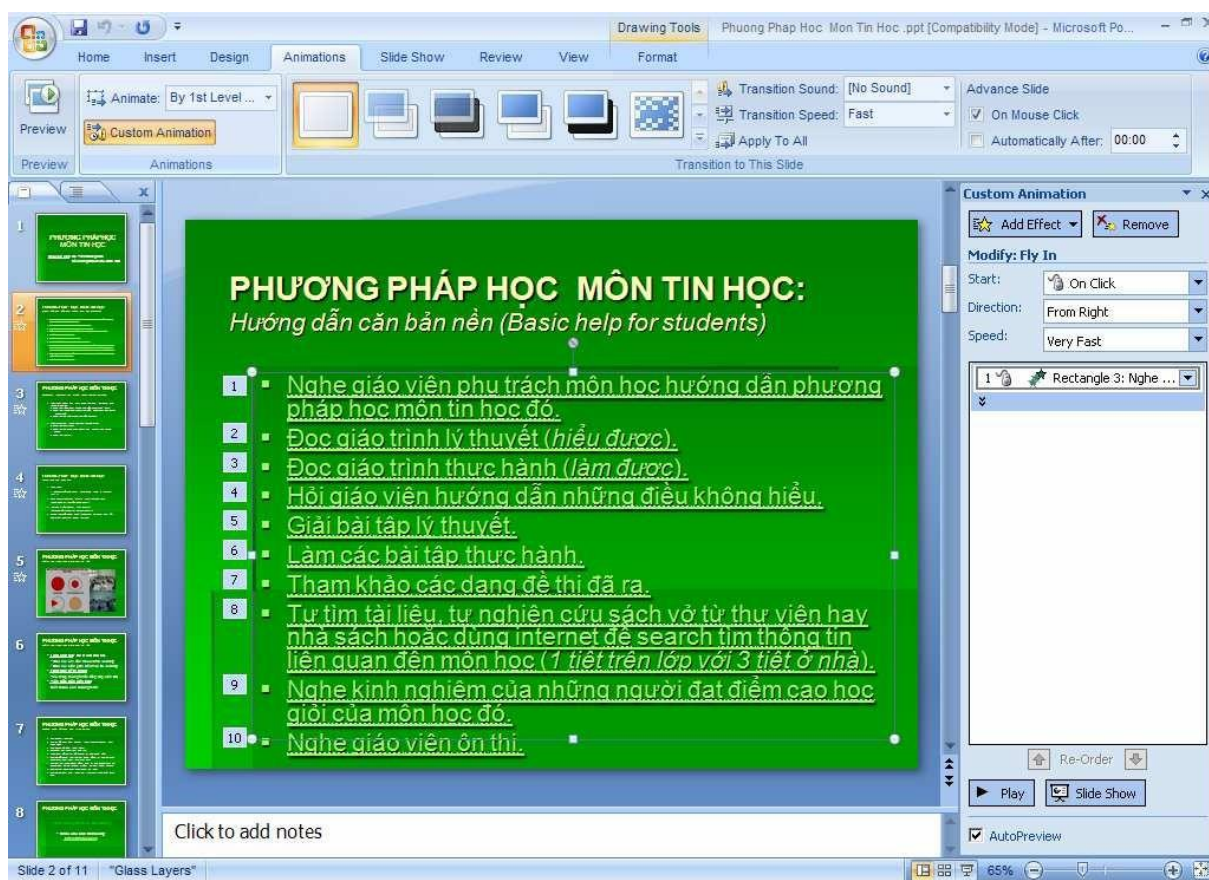 Drawing Tools
Phuong Phap Hoc Mon Tin Hoc .ppt [Compatibility Mode] - Microsoft Po...
Home Insert Design Animations Slide Show Review View Format
Preview
Animate: By 1st Level ...
Custom Animation
Transition Sound: [No Sound]
Transition Speed: Fast
Apply To All
Advance Slide
On Mouse Click
Automatically After: 00:00
Preview Animations Transition to This Slide
1
2
3
4
5
6
7
8
PHƯƠNG PHÁP HỌC MÔN TIN HỌC:
Hướng dẫn căn bản nền (Basic help for students)
1 Nghe giáo viên phụ trách môn học hướng dẫn phương
pháp học môn tin học đó.
2 Đọc giáo trình lý thuyết (hiểu được).
3 Đọc giáo trình thực hành (làm được).
4 Hỏi giáo viên hướng dẫn những điều không hiểu.
5 Giải bài tập lý thuyết.
6 Làm các bài tập thực hành.
7 Tham khảo các dạng đề thi đã ra.
8 Tự tìm tài liệu, tự nghiên cứu sách vở từ thư viện hay
nhà sách hoặc dùng internet để search tìm thông tin
liên quan đến môn học (1 tiết trên lớp với 3 tiết ở nhà).
9 Nghe kinh nghiệm của những người đạt điểm cao học
giỏi của môn học đó.
10 Nghe giáo viên ôn thi.
Click to add notes
Custom Animation
Add Effect Remove
Modify: Fly In
Start: On Click
Direction: From Right
Speed: Very Fast
1 Rectangle 3: Nghe ...
Re-Order
Play Slide Show
AutoPreview
Slide 2 of 11 "Glass Layers" 65%